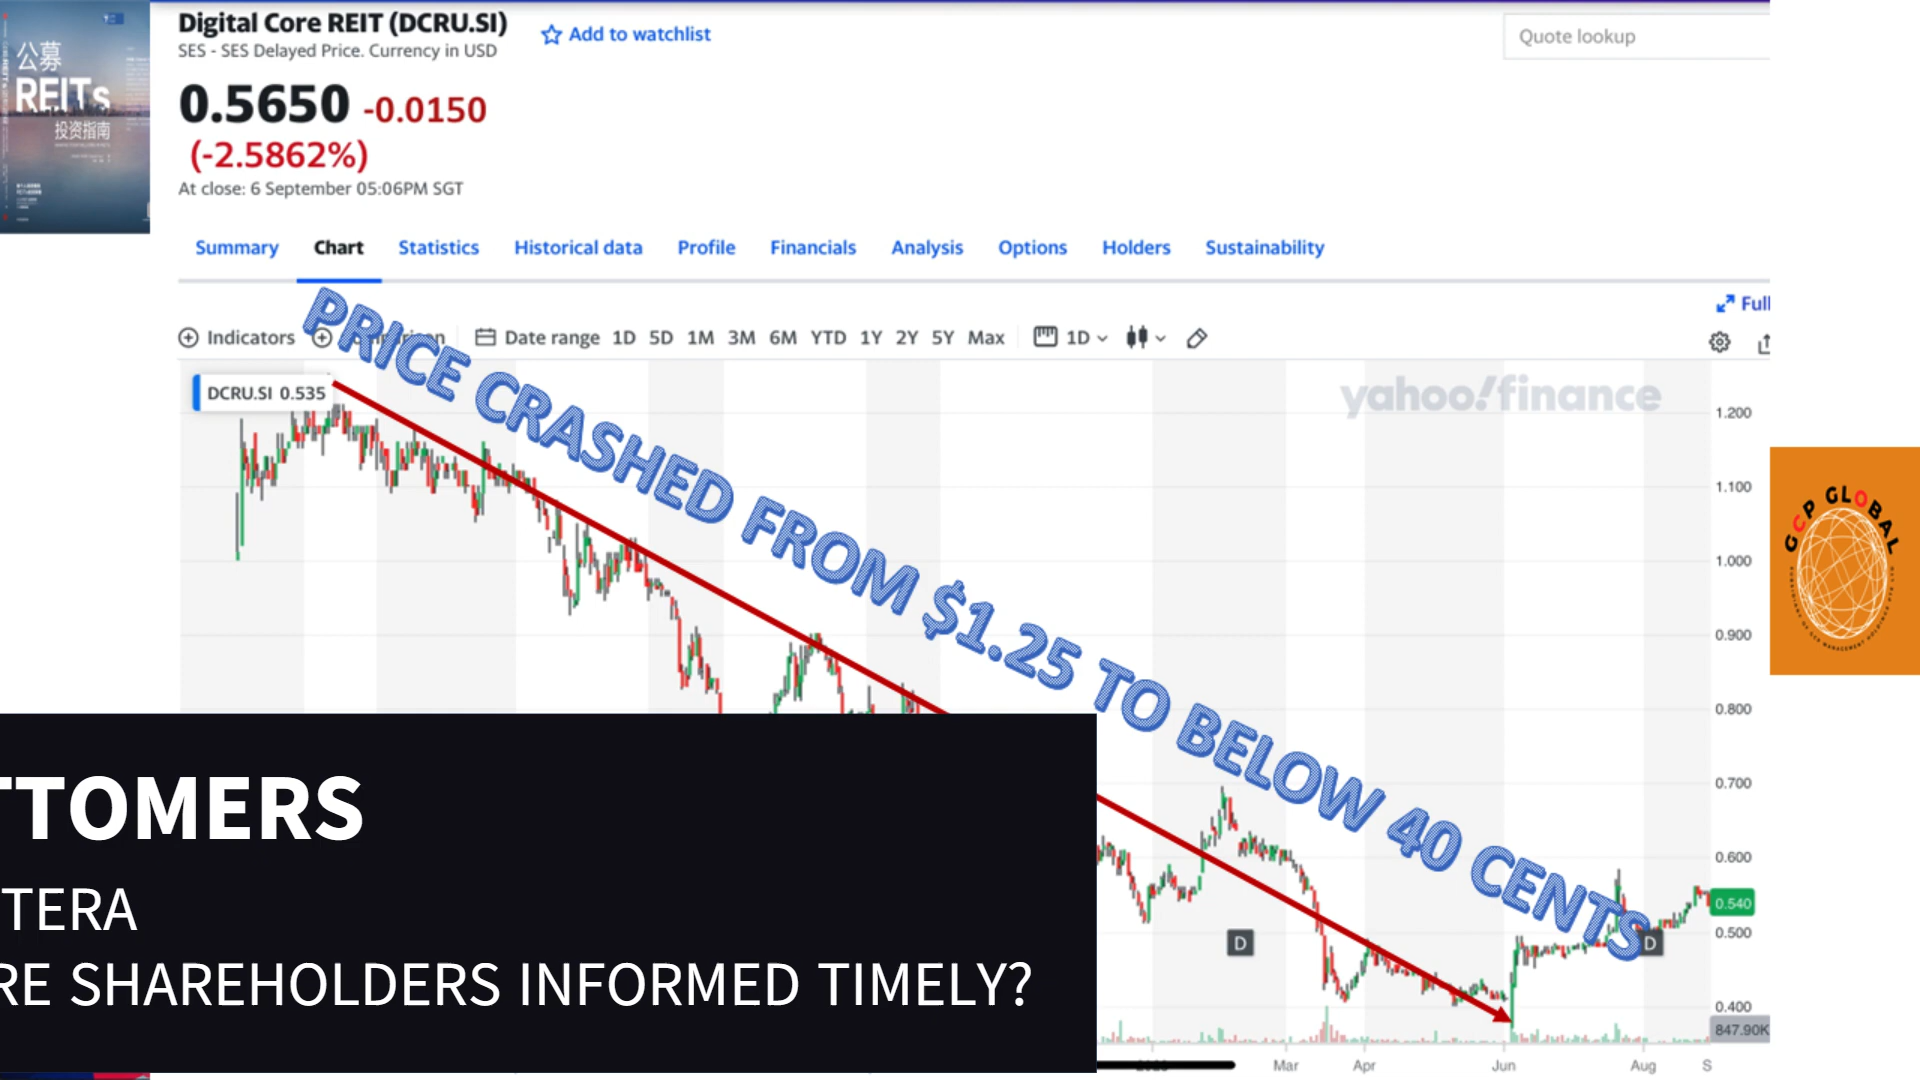 公募
REITs
投资指南
Digital Core REIT (DCRU.SI)
Add to watchlist
Quote lookup
SES - SES Delayed Price. Currency in USD
0.5650 -0.0150
(-2.5862%)
At close: 6 September 05:06PM SGT
Summary Chart Statistics Historical data Profile Financials Analysis Options Holders Sustainability
Full
Indicators
Date range 1D 5D 1M 3M 6M YTD 1Y 2Y 5Y Max 1D
DCRU.SI 0.535
yahoo!finance
PRICE CRASHED FROM $1.25 TO BELOW 40 CENTS
1.200
1.100
1.000
0.900
0.800
0.700
0.600
0.540
0.500
0.400
847.90K
D D
Mar Apr Jun Aug S
GCP GLOBAL
TTOMERS
TERA
RE SHAREHOLDERS INFORMED TIMELY?